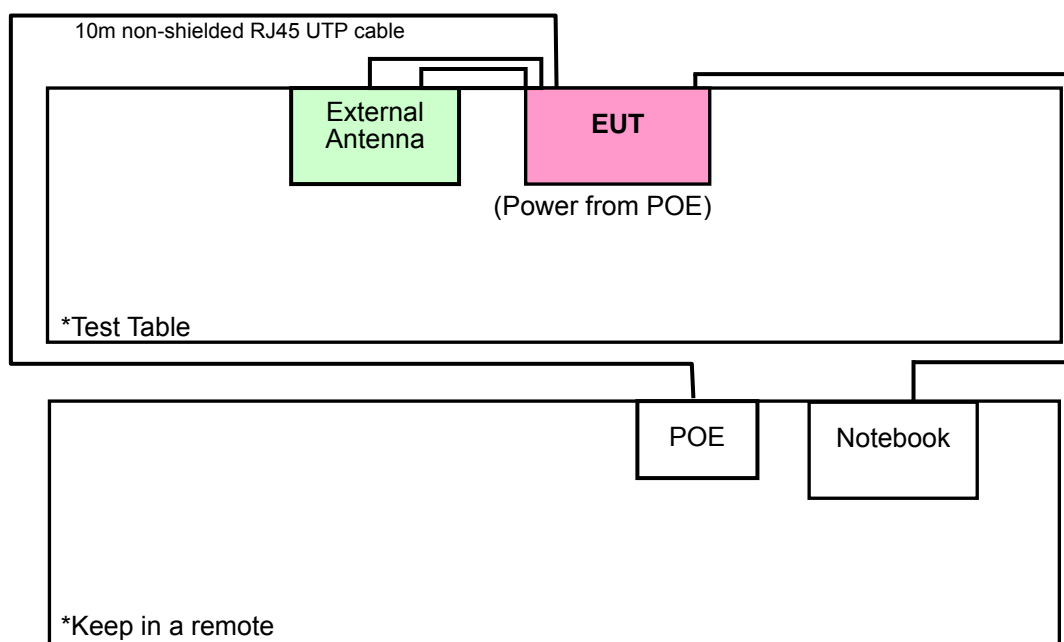 10m non-shielded RJ45 UTP cable
External
Antenna
EUT
(Power from POE)
*Test Table
POE
Notebook
*Keep in a remote